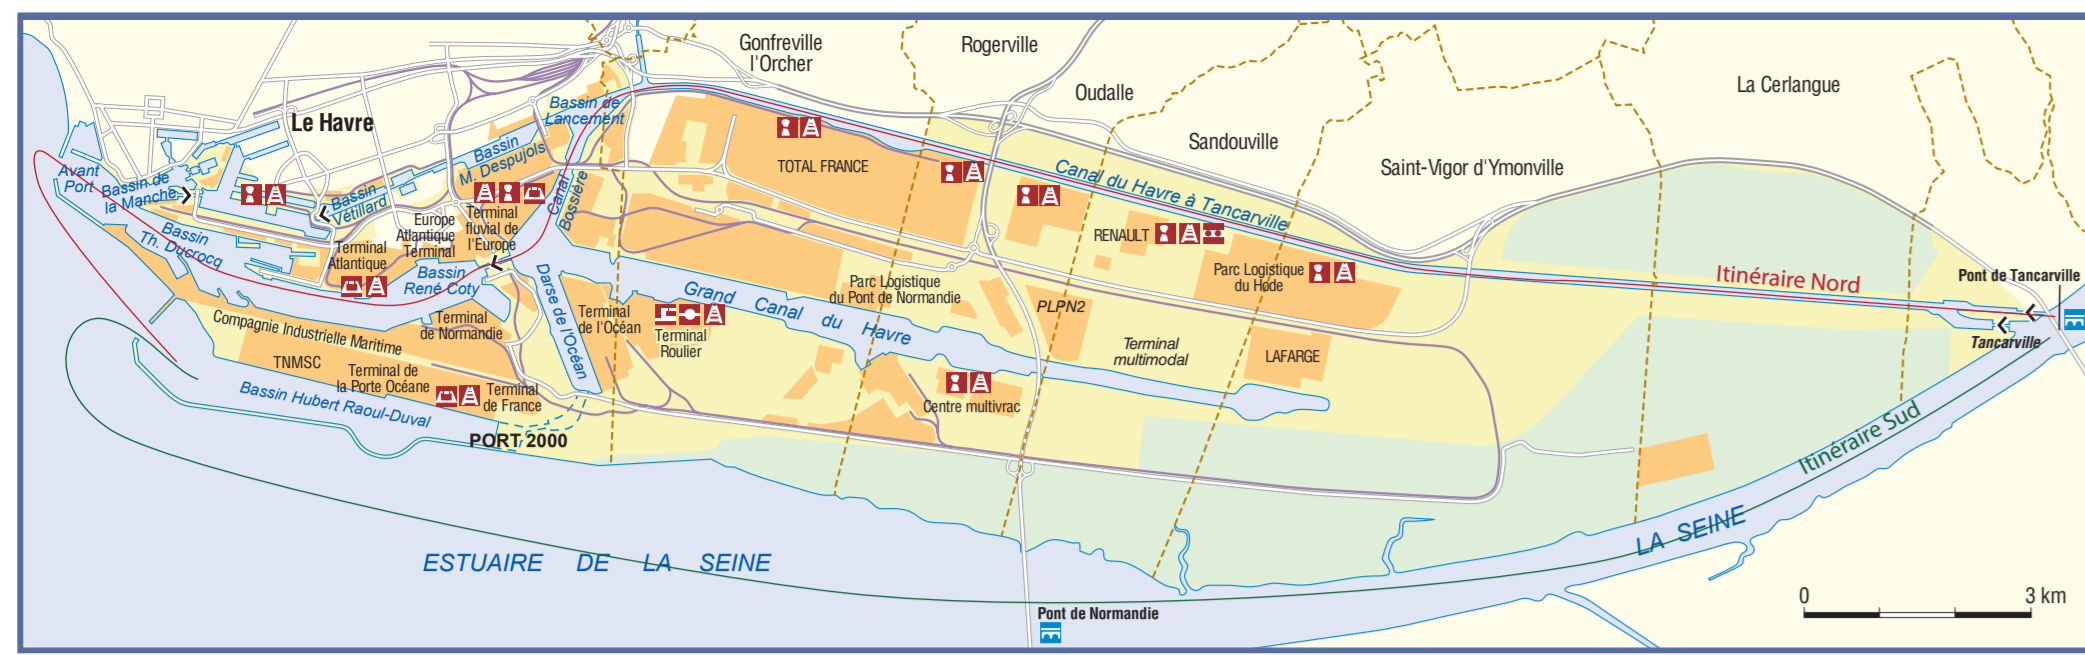 Gonfreville
l'Orcher
Rogerville
Oudalle
Sandouville
Saint-Vigor d'Ymonville
La Cerlangue
Le Havre
Bassin de
Lancement
Bassin
M. Despujols
Canal
Bossière
Avant
Port
Bassin de
la Manche
Bassin
Vétillard
Bassin
Th. Ducrocq
Europe
Atlantique
Terminal
Terminal
fluvial de
l'Europe
Terminal
Atlantique
Bassin
René Coty
Darse de l'Océan
TOTAL FRANCE
Canal du Havre à Tancarville
RENAULT
Parc Logistique
du Hode
Itinéraire Nord
Pont de Tancarville
Tancarville
Parc Logistique
du Pont de Normandie
PLPN2
Grand Canal du Havre
Terminal
de l'Océan
Terminal
Roulier
Terminal
de Normandie
Compagnie Industrielle Maritime
TNMSC
Terminal de
la Porte Océane
Terminal
de France
Bassin Hubert Raoul-Duval
PORT 2000
Terminal
multimodal
LAFARGE
Centre multivrac
Itinéraire Sud
LA SEINE
ESTUAIRE DE LA SEINE
Pont de Normandie
0 3 km